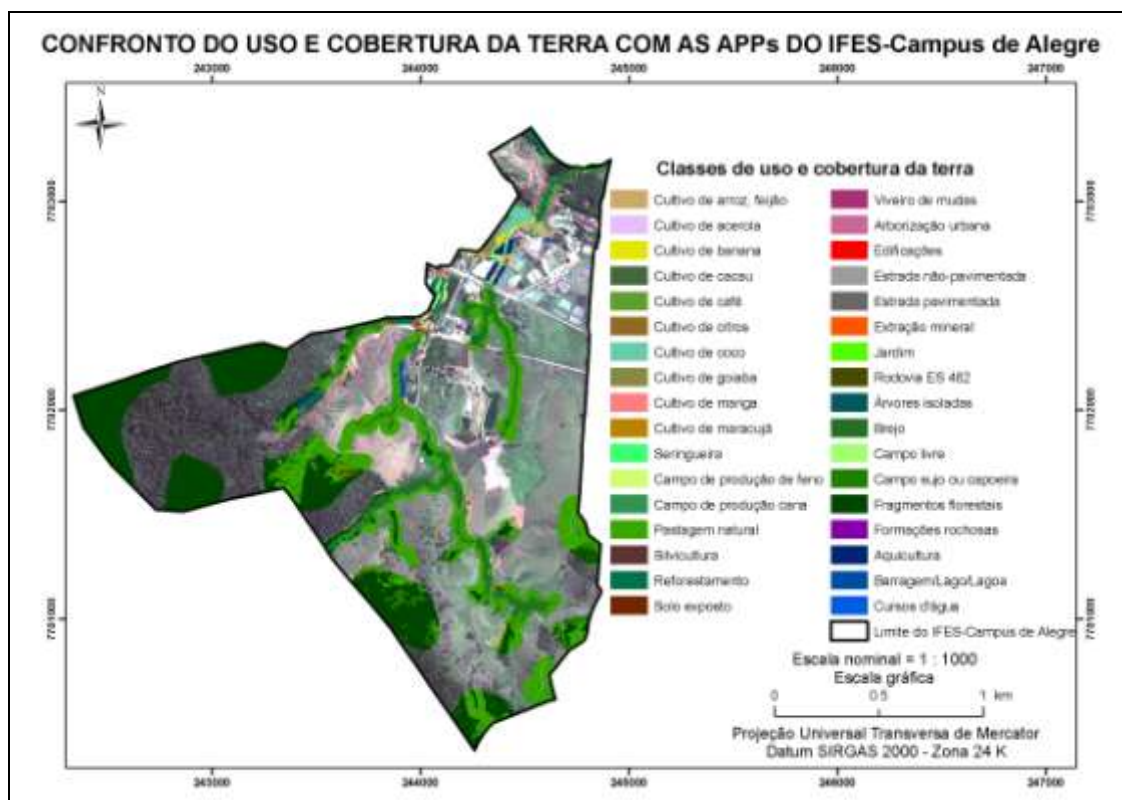 CONFRONTO DO USO E COBERTURA DA TERRA COM AS APPs DO IFES-Campus de Alegre
243000 244000 245000 246000 247000
N
7703000 7703000
7702000 7702000
7701000 7701000
Classes de uso e cobertura da terra
Cultivo de arroz, feijão
Cultivo de acerola
Cultivo de banana
Cultivo de cacau
Cultivo de café
Cultivo de citros
Cultivo de coco
Cultivo de goiaba
Cultivo de manga
Cultivo de maracujá
Seringueira
Campo de produção de feno
Campo de produção cana
Pastagem natural
Silvicultura
Reforestamento
Solo exposto
Viveiro de mudas
Arborização urbana
Edificações
Estrada não-pavimentada
Estrada pavimentada
Extração mineral
Jardim
Rodovia ES 482
Árvores isoladas
Brejo
Campo livre
Campo sujo ou capoeira
Fragmentos florestais
Formações rochosas
Aquicultura
Barragem/Lago/Lagoa
Cursos d'água
Limite do IFES-Campus de Alegre
Escala nominal = 1 : 1000
Escala gráfica
0 0.5 1 km
Projeção Universal Transversa de Mercator
Datum SIRGAS 2000 - Zona 24 K
243000 244000 245000 246000 247000